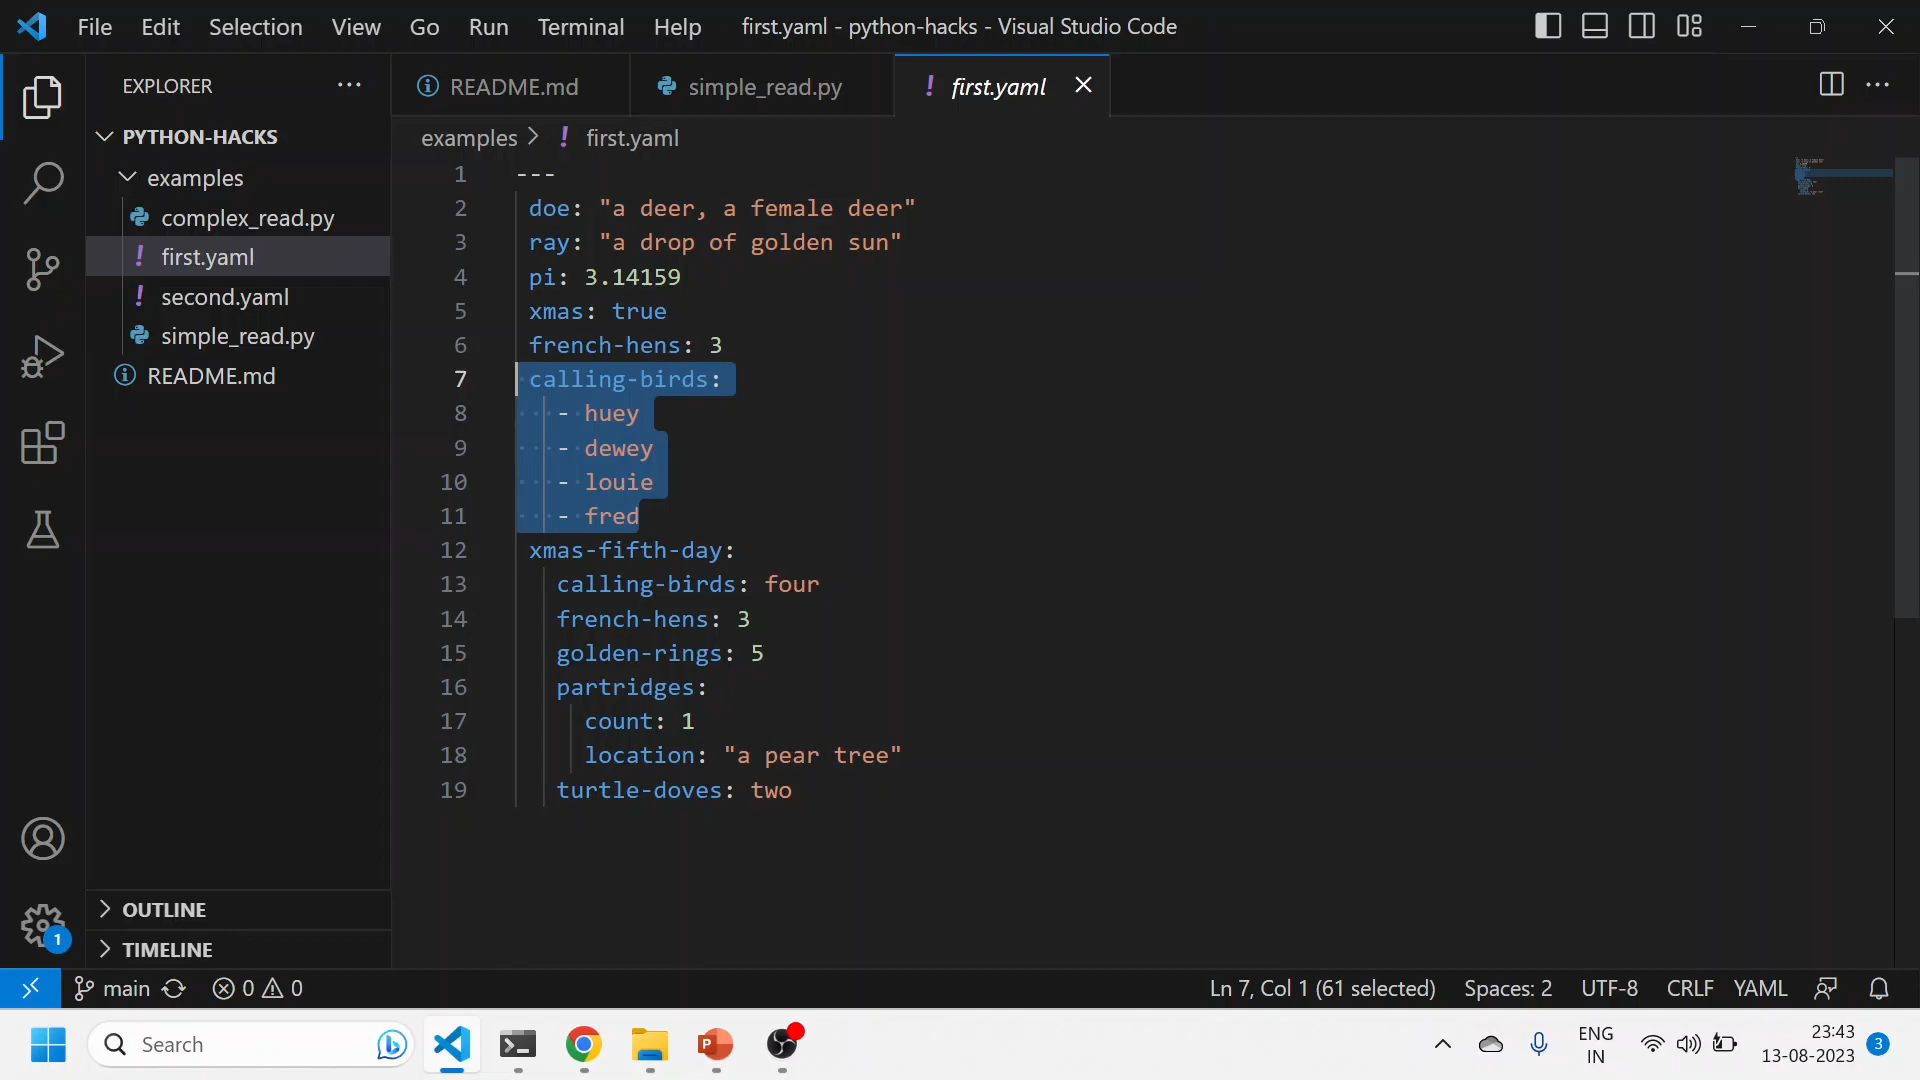 File Edit Selection View Go Run Terminal Help first.yaml - python-hacks - Visual Studio Code
EXPLORER
PYTHON-HACKS
examples
complex_read.py
first.yaml
second.yaml
simple_read.py
README.md
OUTLINE
TIMELINE
README.md simple_read.py first.yaml
examples > first.yaml
1 ---
2 doe: "a deer, a female deer"
3 ray: "a drop of golden sun"
4 pi: 3.14159
5 xmas: true
6 french-hens: 3
7 calling-birds:
8 - huey
9 - dewey
10 - louie
11 - fred
12 xmas-fifth-day:
13 calling-birds: four
14 french-hens: 3
15 golden-rings: 5
16 partridges:
17 count: 1
18 location: "a pear tree"
19 turtle-doves: two
1
main 0 0 Ln 7, Col 1 (61 selected) Spaces: 2 UTF-8 CRLF YAML
Search
P
ENG
IN
23:43
13-08-2023
3